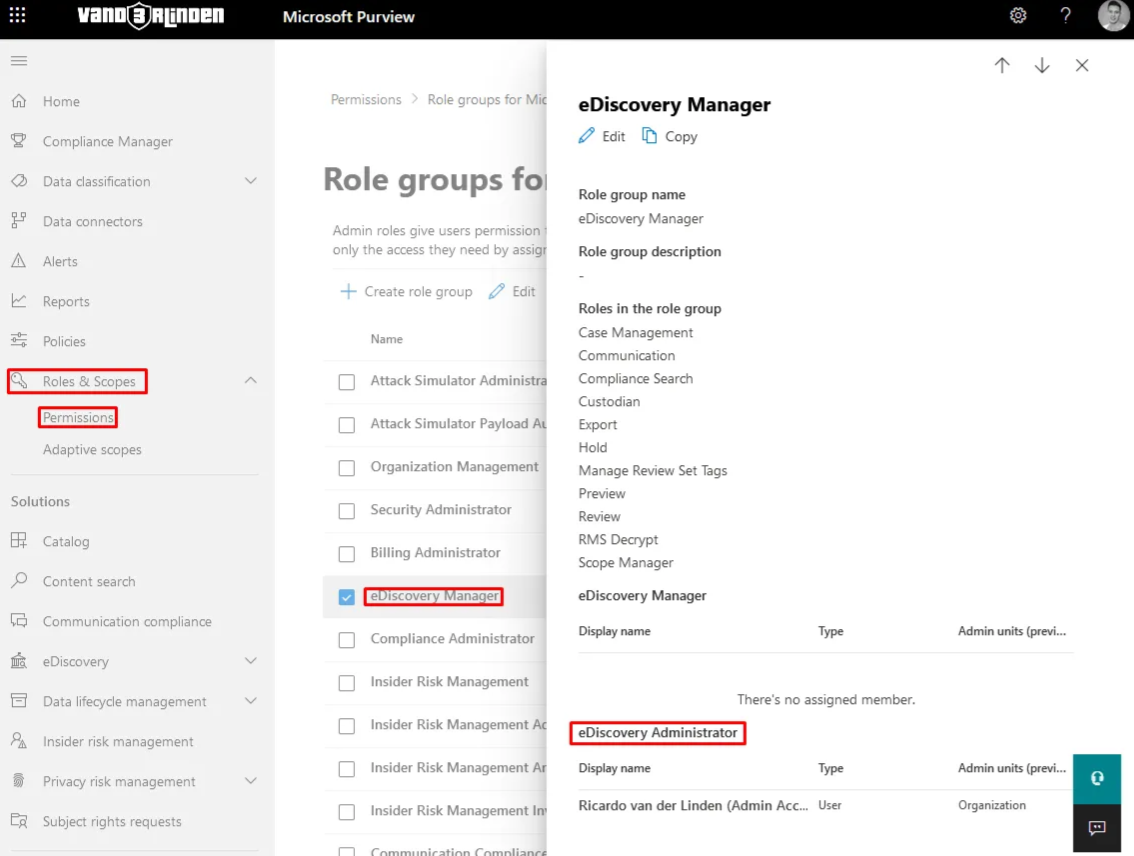 VAND3RLINDEN
Microsoft Purview
?
Home
Compliance Manager
Data classification
Data connectors
Alerts
Reports
Policies
Roles & Scopes
Permissions
Adaptive scopes
Solutions
Catalog
Content search
Communication compliance
eDiscovery
Data lifecycle management
Insider risk management
Privacy risk management
Subject rights requests
Permissions > Role groups for Mic
Role groups for
Admin roles give users permission t
only the access they need by assign
Create role group Edit
Name
Attack Simulator Administra
Attack Simulator Payload Au
Organization Management
Security Administrator
Billing Administrator
eDiscovery Manager
Compliance Administrator
Insider Risk Management
Insider Risk Management Ad
Insider Risk Management An
Insider Risk Management Inv
Communication Compliance
eDiscovery Manager
Edit Copy
Role group name
eDiscovery Manager
Role group description
-
Roles in the role group
Case Management
Communication
Compliance Search
Custodian
Export
Hold
Manage Review Set Tags
Preview
Review
RMS Decrypt
Scope Manager
eDiscovery Manager
Display name Type Admin units (previ...
There's no assigned member.
eDiscovery Administrator
Display name Type Admin units (previ...
Ricardo van der Linden (Admin Acc... User Organization